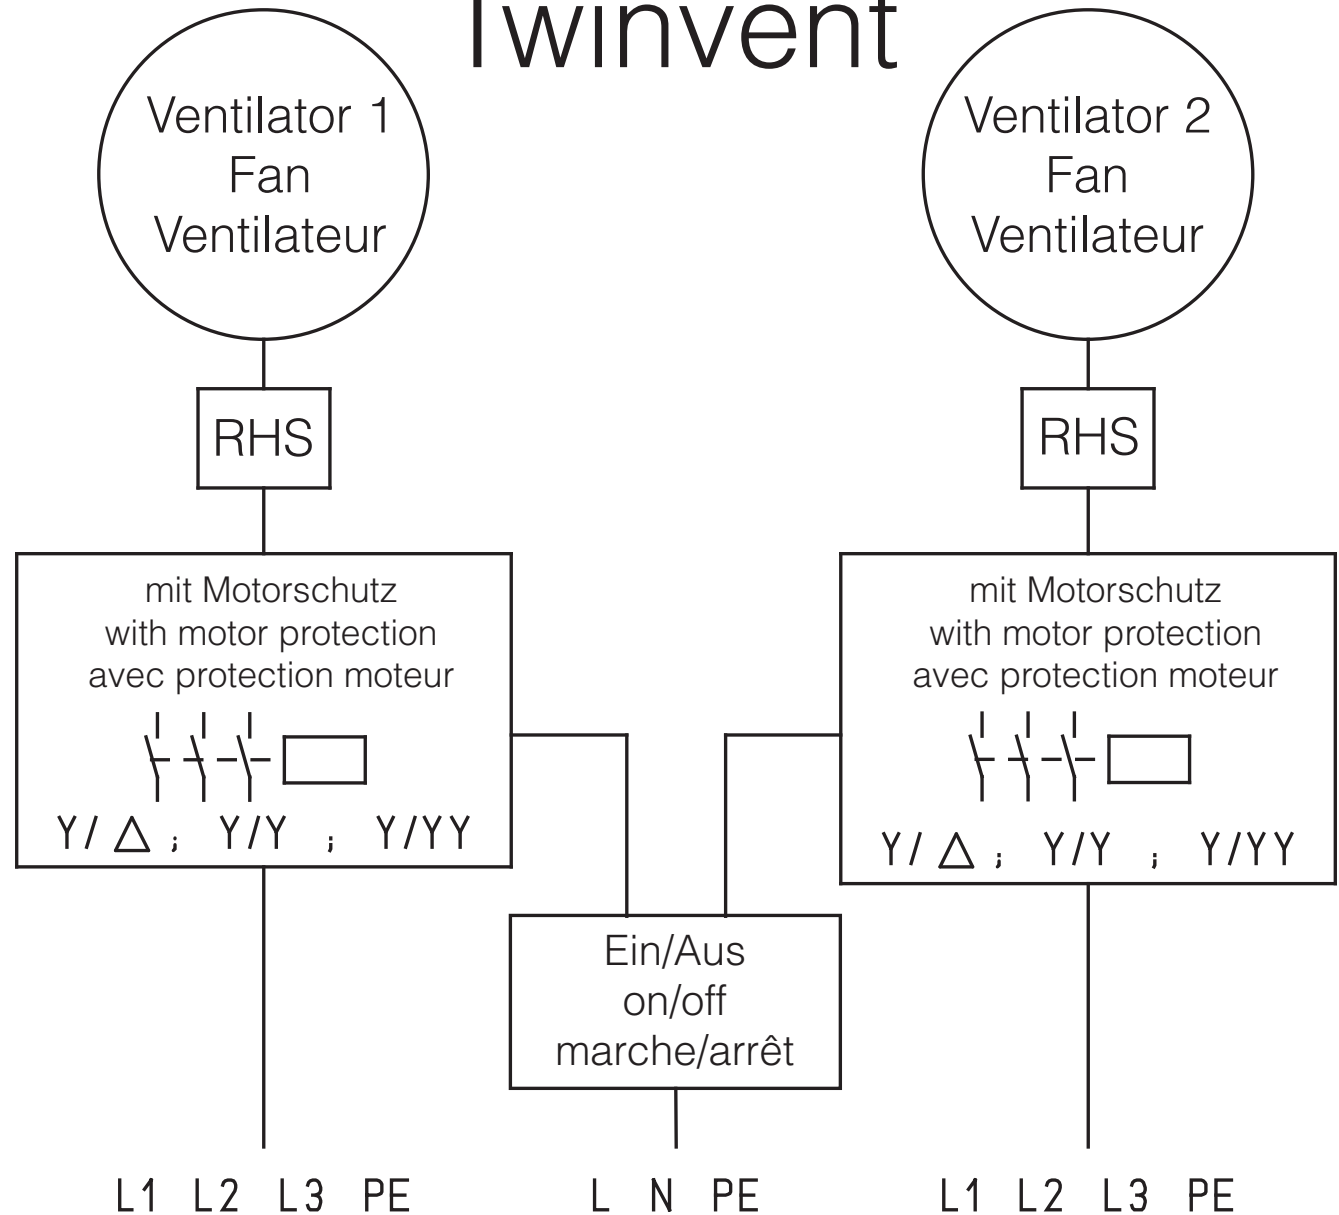 Twinvent
Ventilator 1
Fan
Ventilateur
Ventilator 2
Fan
Ventilateur
RHS
RHS
mit Motorschutz
with motor protection
avec protection moteur
Y/ △ ; Y/Y ; Y/YY
mit Motorschutz
with motor protection
avec protection moteur
Y/ △ ; Y/Y ; Y/YY
Ein/Aus
on/off
marche/arrêt
L1 L2 L3 PE
L N PE
L1 L2 L3 PE